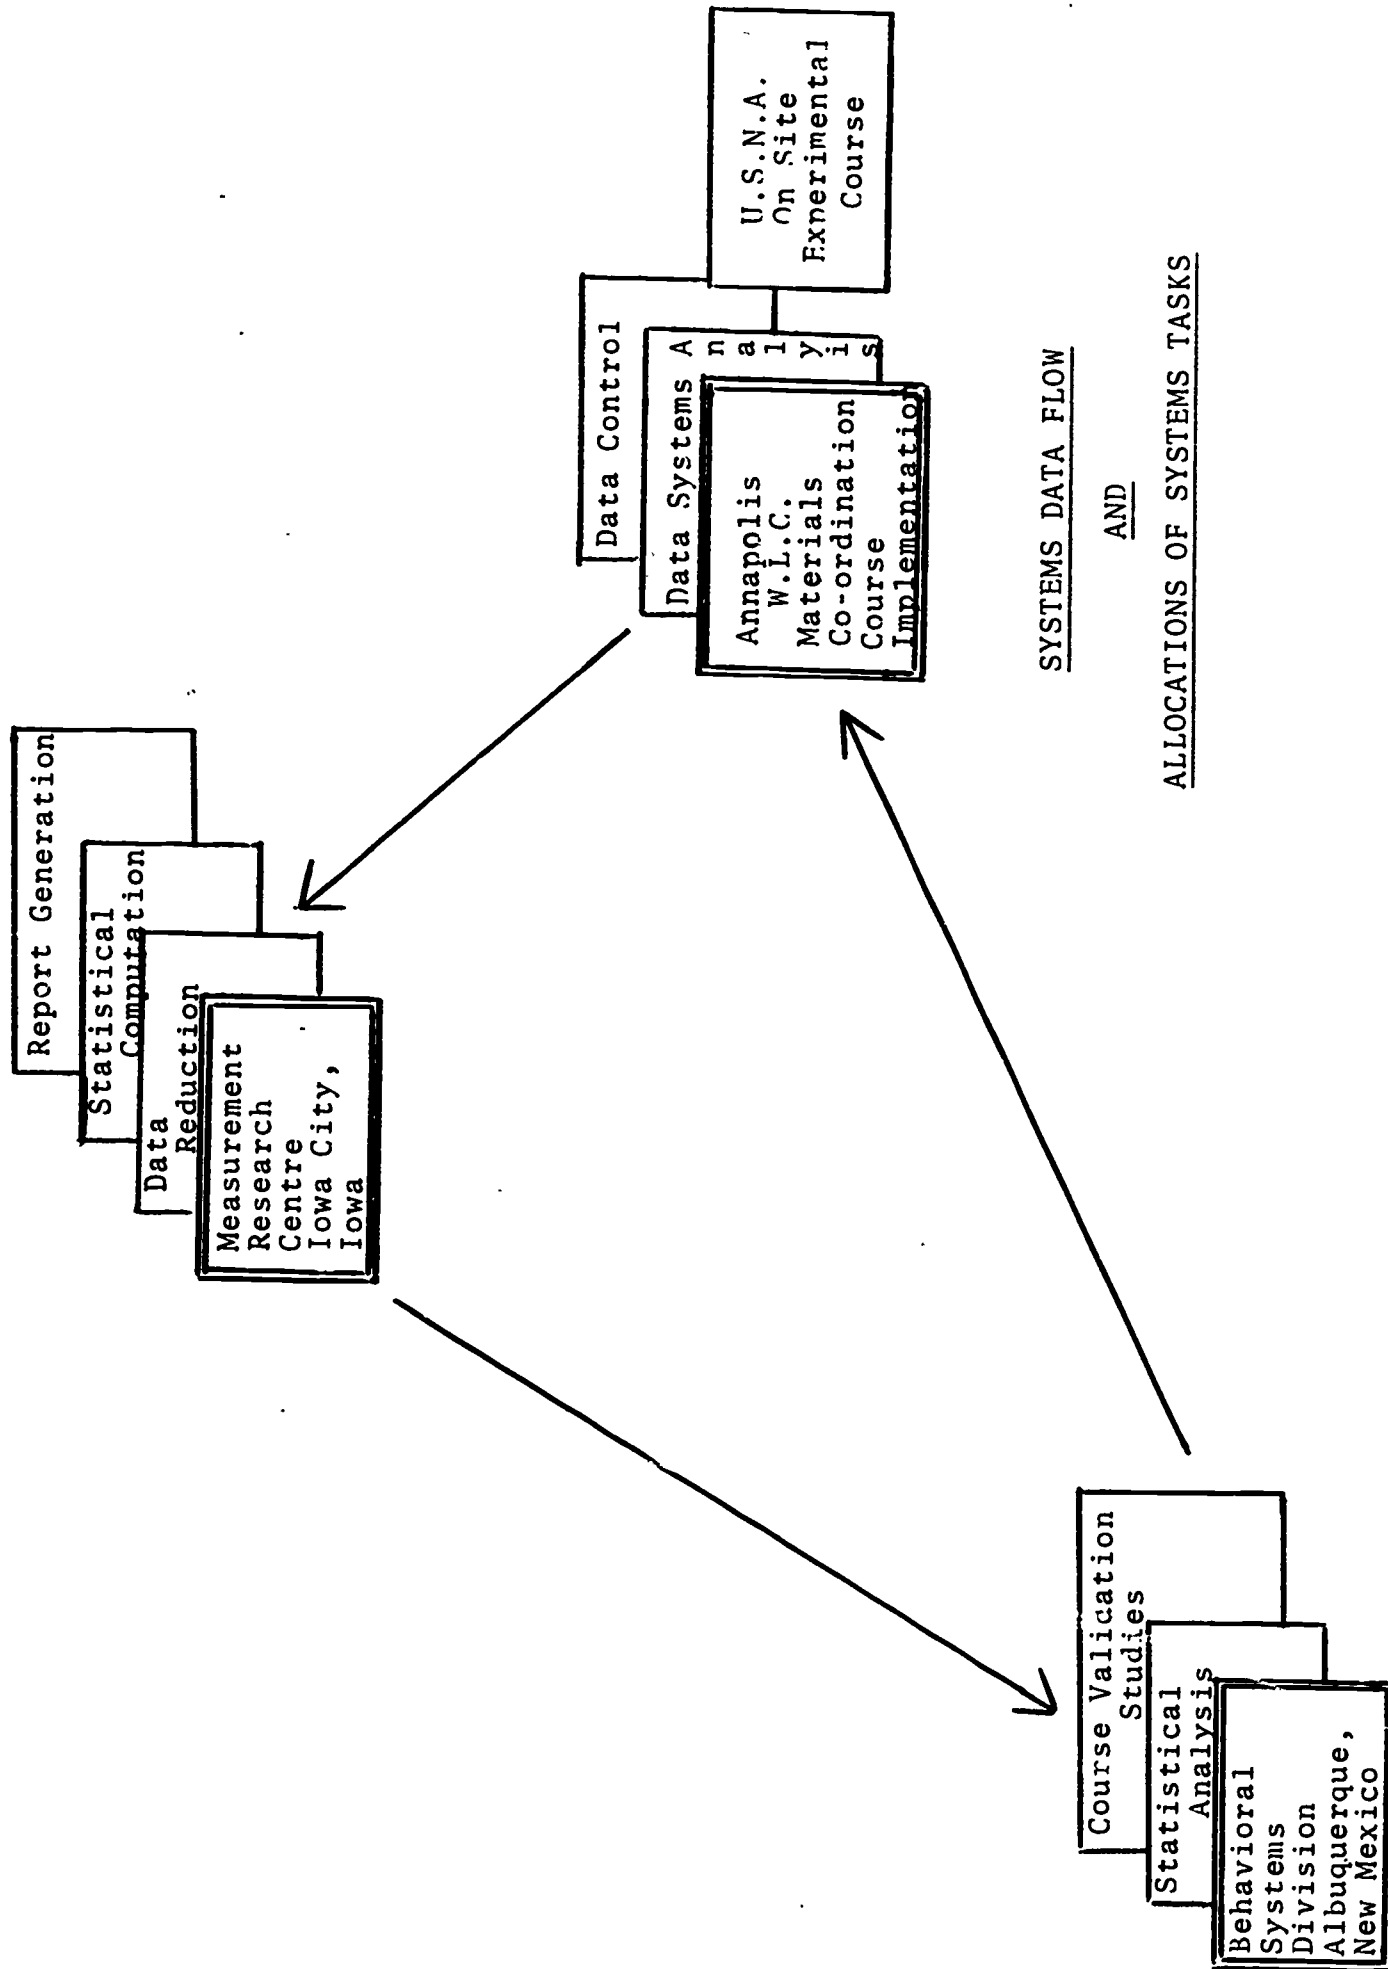 Report Generation
Statistical
Computation
Data
Reduction
Measurement
Research
Centre
Iowa City,
Iowa
Data Control
Data Systems Analyis
Annapolis
W.L.C.
Materials
Co-ordination
Course
Implementation
U.S.N.A.
On Site
Experimental
Course
Course Valication
Studies
Statistical
Analysis
Behavioral
Systems
Division
Albuquerque,
New Mexico
SYSTEMS DATA FLOW
AND
ALLOCATIONS OF SYSTEMS TASKS